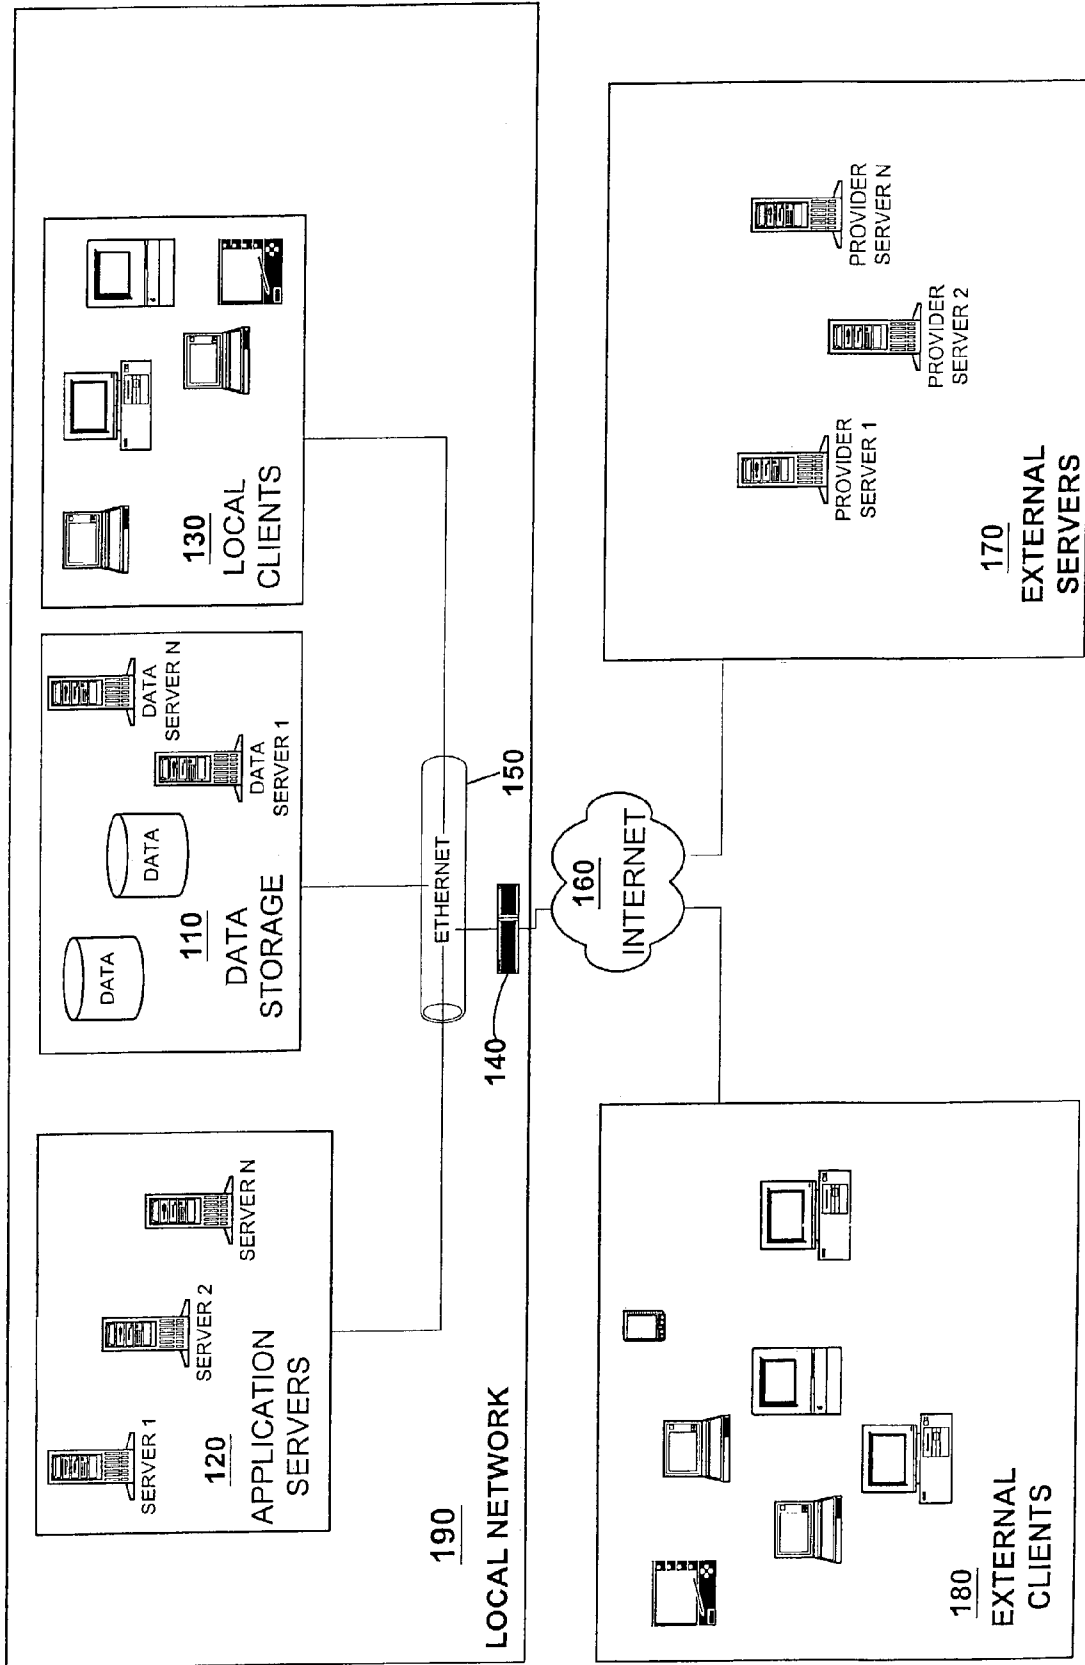 SERVER 1
SERVER 2
SERVER N
120
APPLICATION
SERVERS
DATA
DATA
110
DATA
STORAGE
DATA
SERVER 1
DATA
SERVER N
130
LOCAL
CLIENTS
190
LOCAL NETWORK
ETHERNET
150
140
160
INTERNET
180
EXTERNAL
CLIENTS
PROVIDER
SERVER 1
PROVIDER
SERVER 2
PROVIDER
SERVER N
170
EXTERNAL
SERVERS